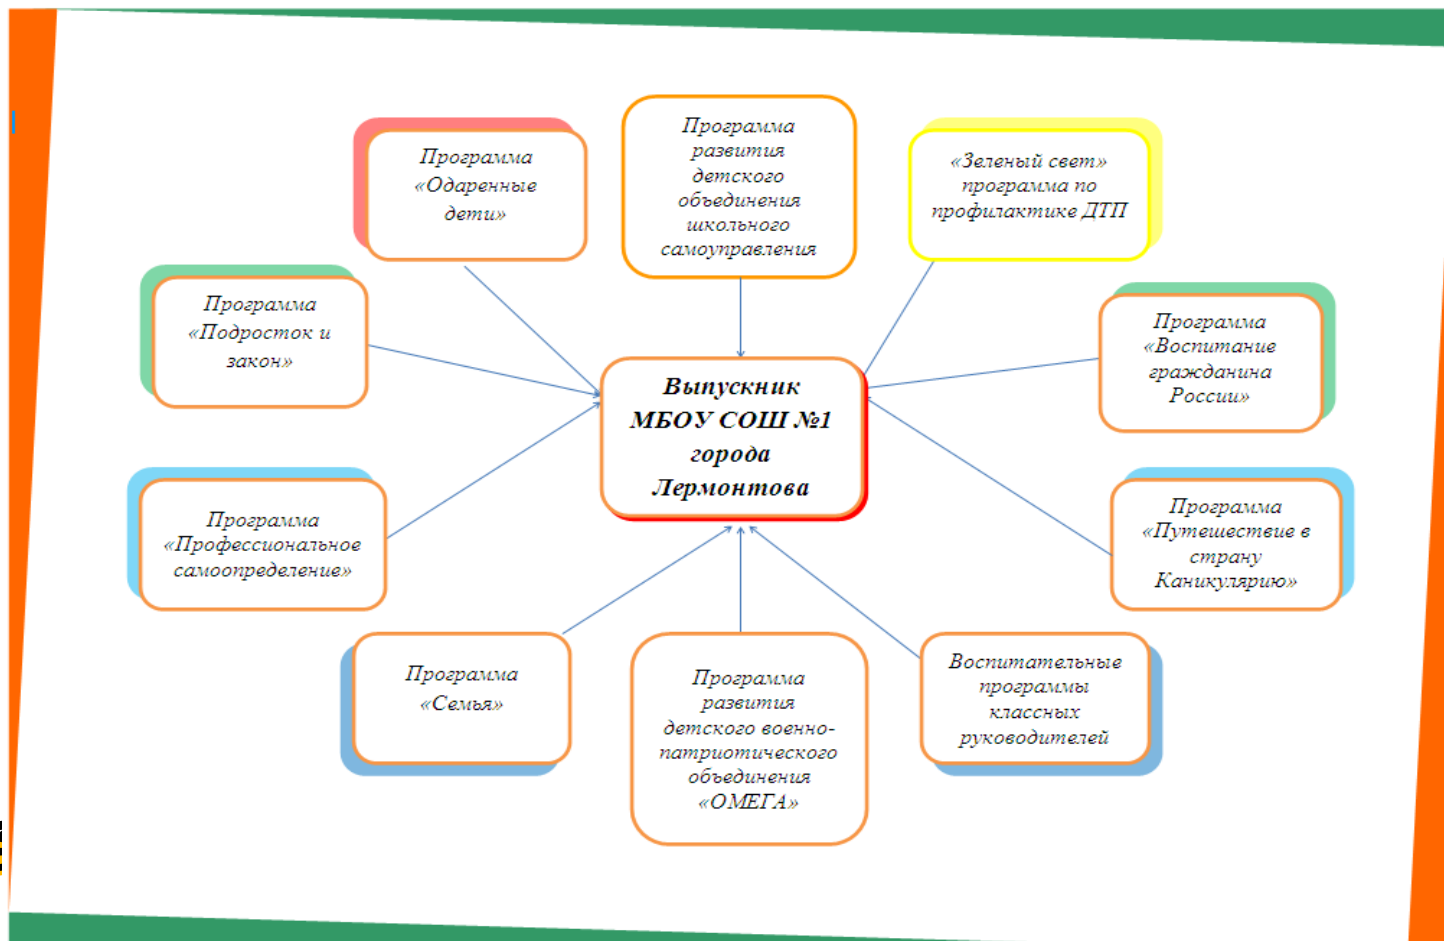 Программа
«Одаренные
дети»
Программа
развития
детского
объединения
школьного
самоуправления
«Зеленый свет»
программа по
профилактике ДТП
Программа
«Подросток и
закон»
Программа
«Воспитание
гражданина
России»
Выпускник
МБОУ СОШ №1
города
Лермонтова
Программа
«Профессиональное
самоопределение»
Программа
«Путешествие в
страну
Каникулярию»
Программа
«Семья»
Программа
развития
детского военно-
патриотического
объединения
«ОМЕГА»
Воспитательные
программы
классных
руководителей